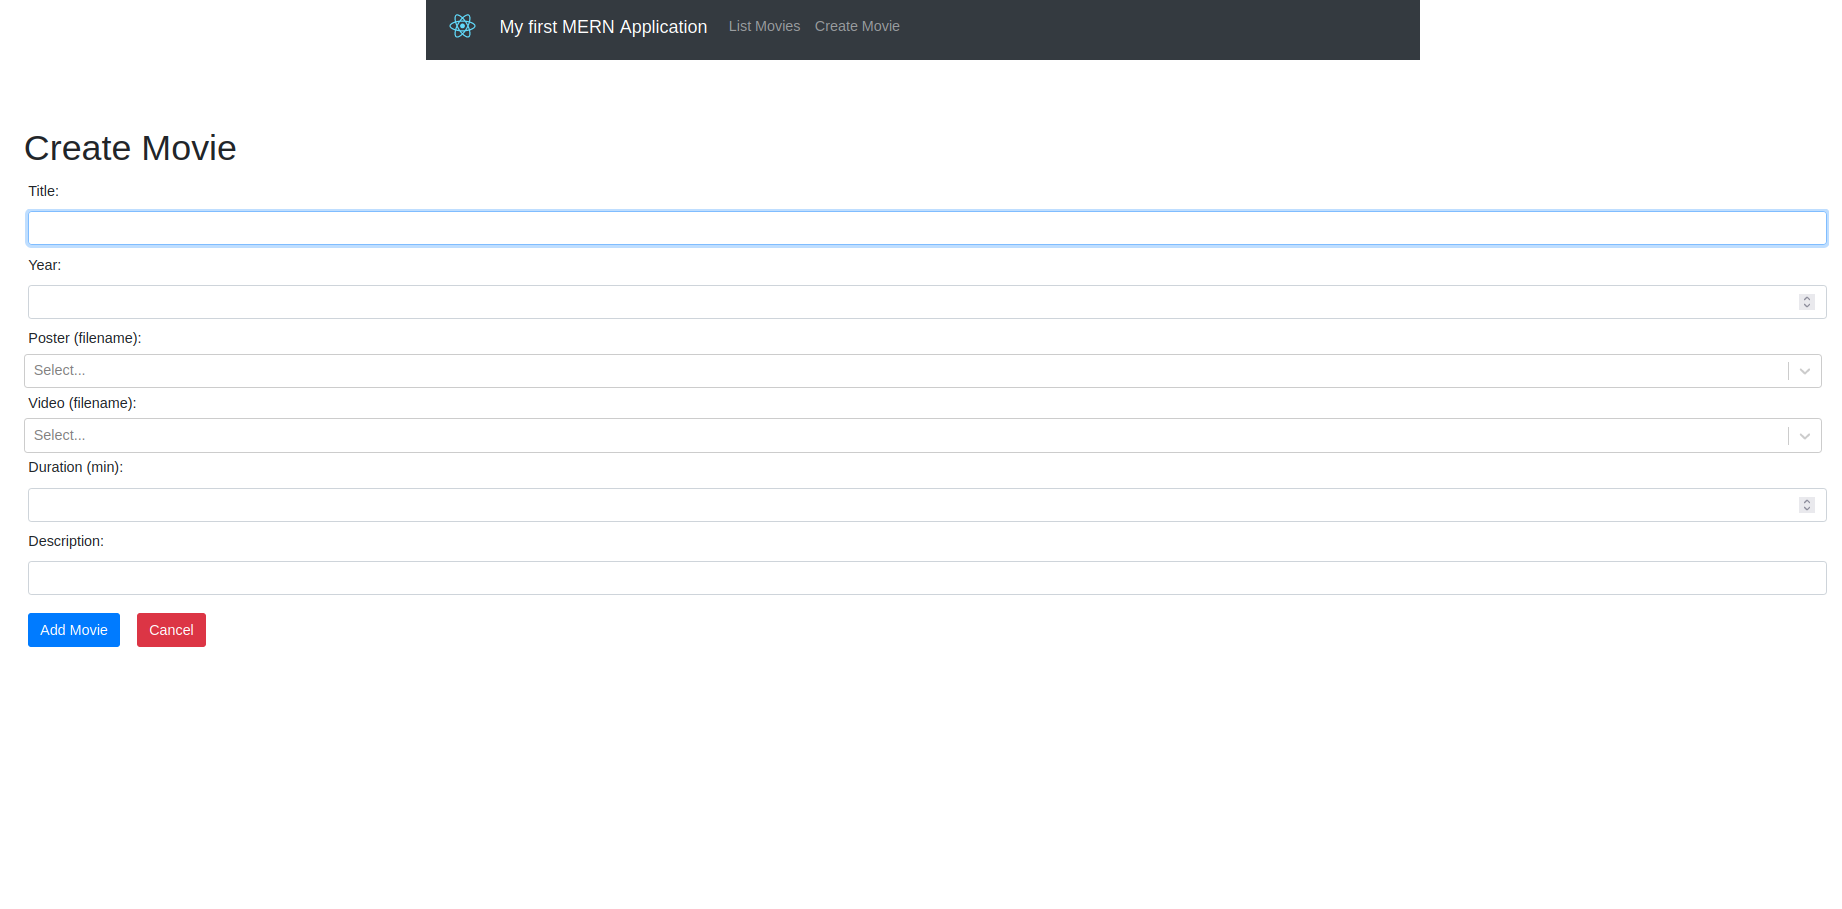 My first MERN Application List Movies Create Movie
Create Movie
Title:
Year:
Poster (filename):
Select...
Video (filename):
Select...
Duration (min):
Description:
Add Movie Cancel